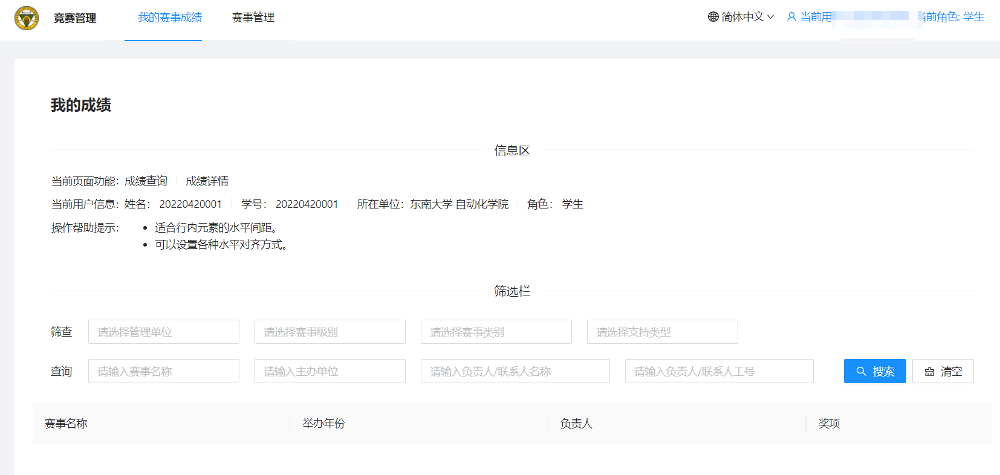 竞赛管理 我的赛事成绩 赛事管理 简体中文 当前用 前角色: 学生
我的成绩
信息区
当前页面功能：成绩查询 成绩详情
当前用户信息：姓名： 20220420001 学号： 20220420001 所在单位：东南大学 自动化学院 角色： 学生
操作帮助提示：
• 适合行内元素的水平间距。
• 可以设置各种水平对齐方式。
筛选栏
筛查 请选择管理单位 请选择赛事级别 请选择赛事类别 请选择支持类型
查询 请输入赛事名称 请输入主办单位 请输入负责人/联系人名称 请输入负责人/联系人工号 搜索 清空
赛事名称 举办年份 负责人 奖项